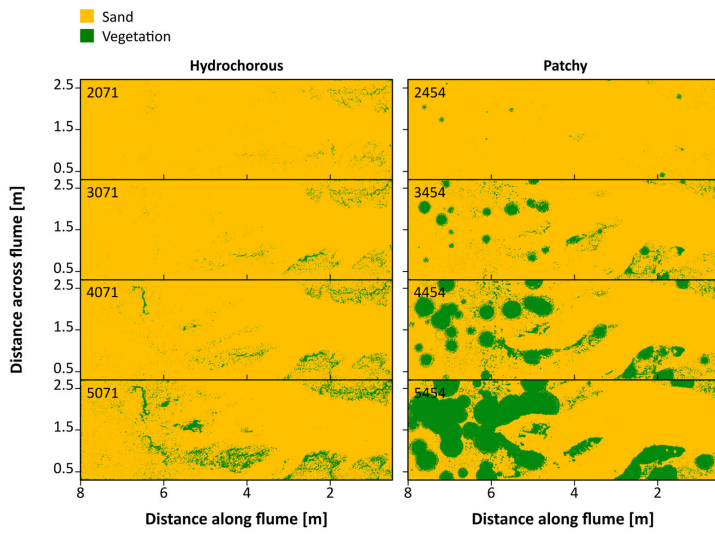 Sand
Vegetation
Hydrochorous
Patchy
Distance across flume [m]
2.5
1.5
0.5
2071
2454
2.5
1.5
0.5
3071
3454
2.5
1.5
0.5
4071
4454
2.5
1.5
0.5
5071
5454
8 6 4 2
8 6 4 2
Distance along flume [m]
Distance along flume [m]